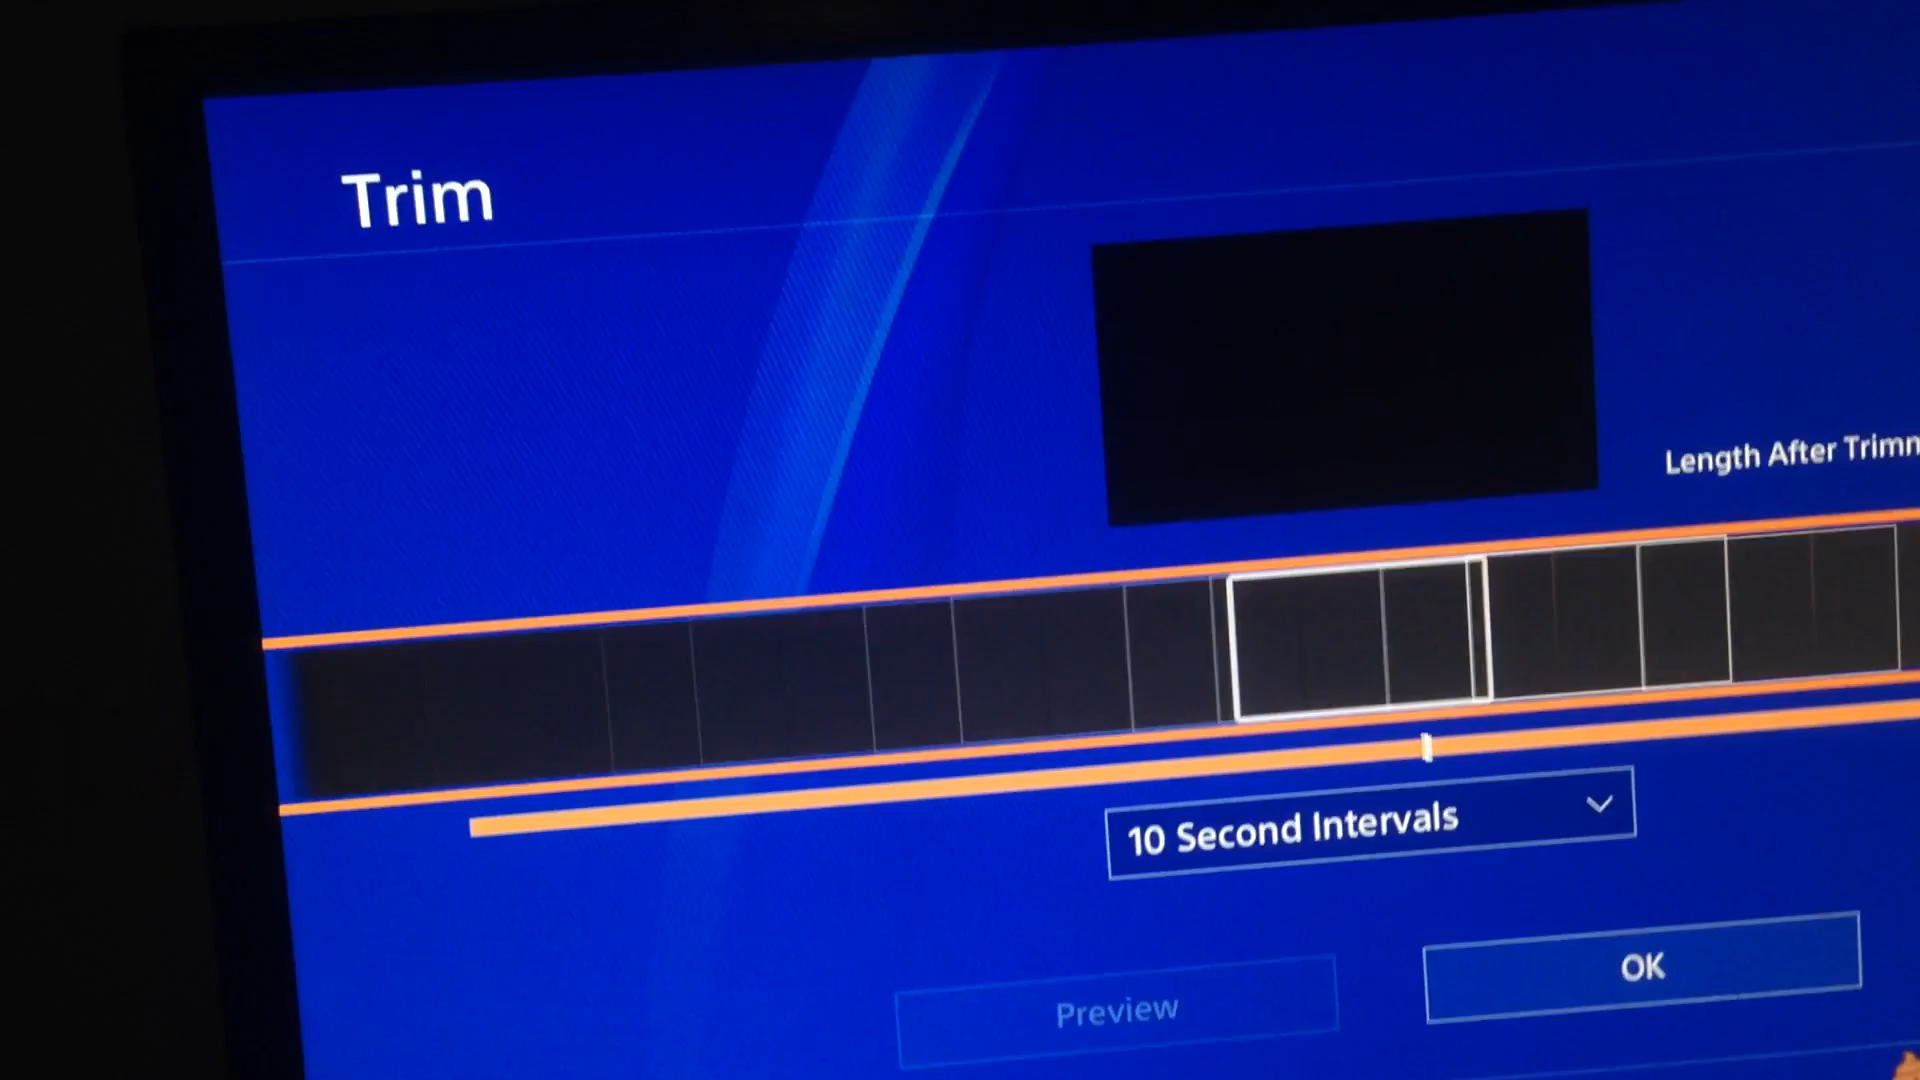 Trim
Length After Trimm
10 Second Intervals
OK
Preview